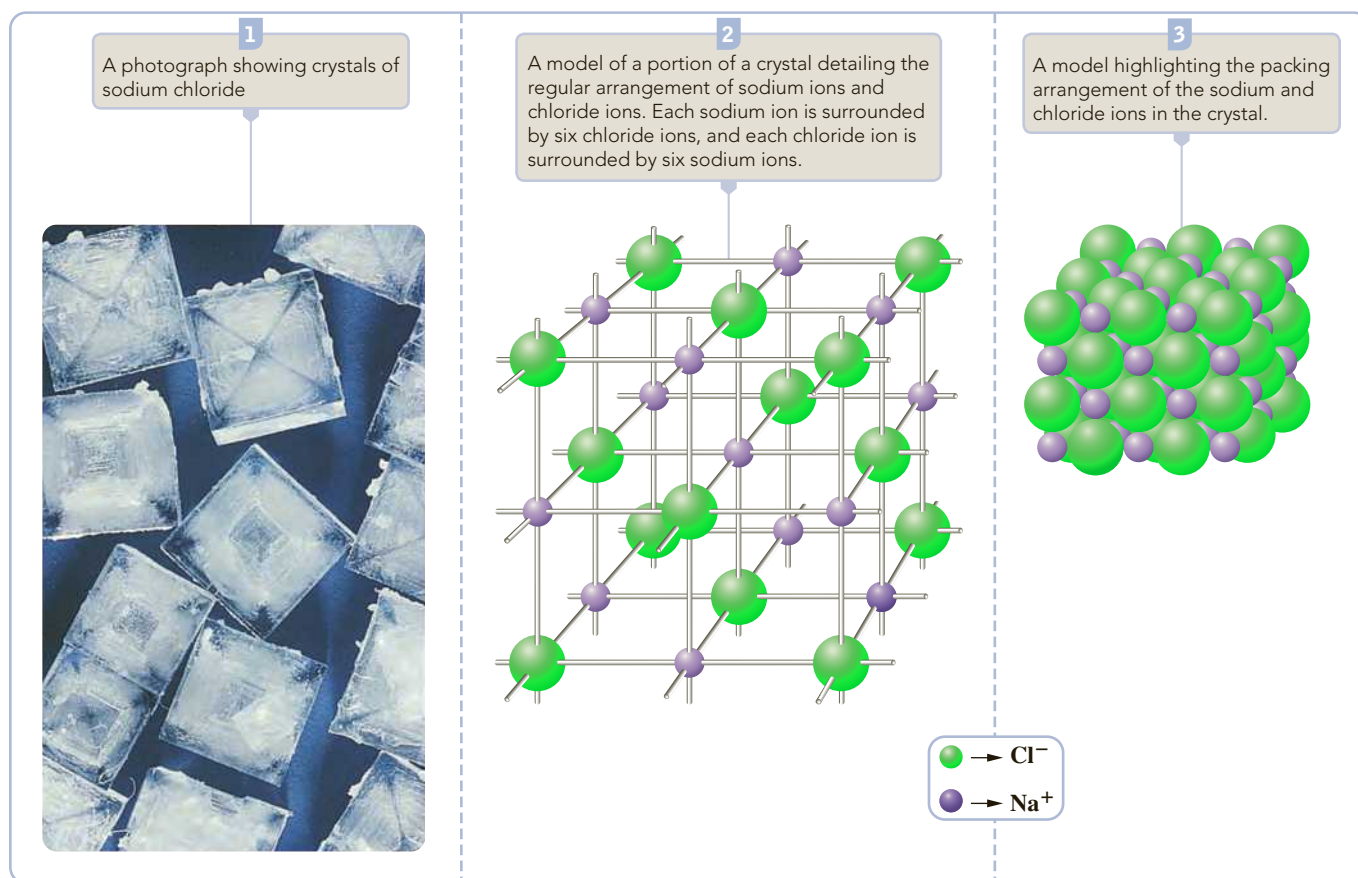 1
A photograph showing crystals of
sodium chloride
2
A model of a portion of a crystal detailing the
regular arrangement of sodium ions and
chloride ions. Each sodium ion is surrounded
by six chloride ions, and each chloride ion is
surrounded by six sodium ions.
3
A model highlighting the packing
arrangement of the sodium and
chloride ions in the crystal.
→ Cl⁻
→ Na⁺